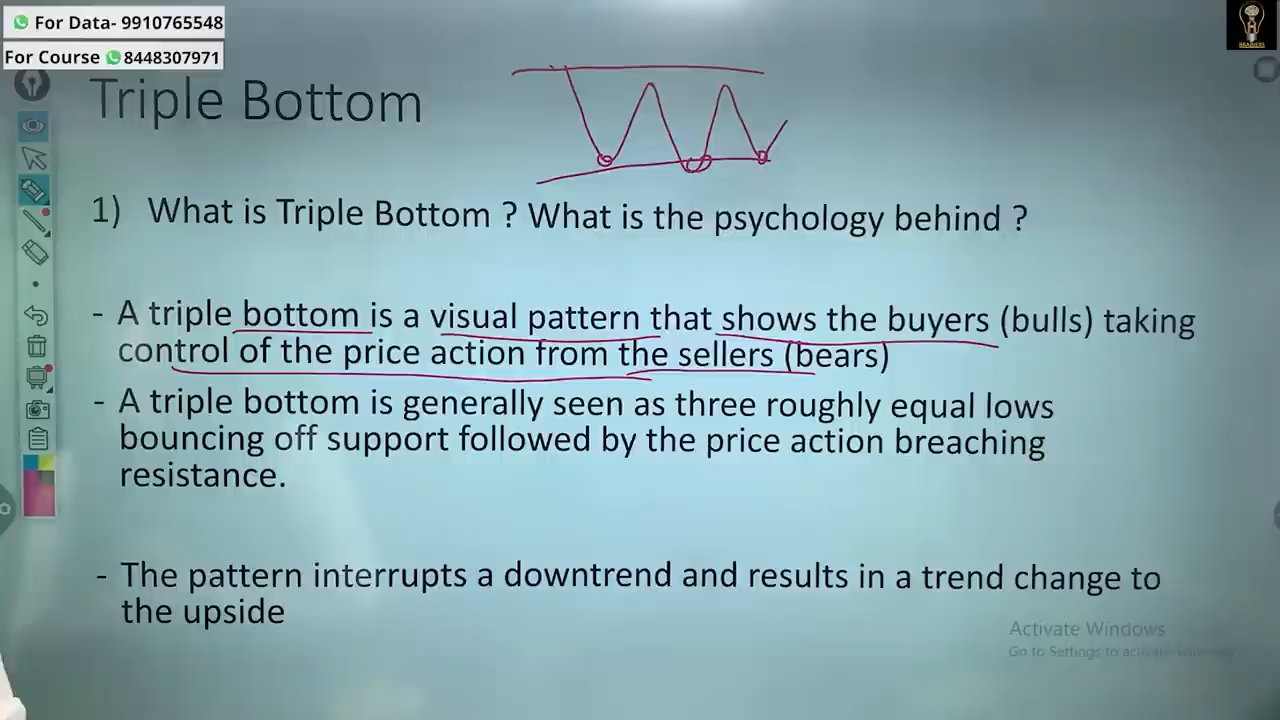 For Data- 9910765548
For Course 8448307971
BRAINERS
Triple Bottom
1) What is Triple Bottom ? What is the psychology behind ?
- A triple bottom is a visual pattern that shows the buyers (bulls) taking
control of the price action from the sellers (bears)
- A triple bottom is generally seen as three roughly equal lows
bouncing off support followed by the price action breaching
resistance.
- The pattern interrupts a downtrend and results in a trend change to
the upside
Activate Windows
Go to Settings to activate Windows.